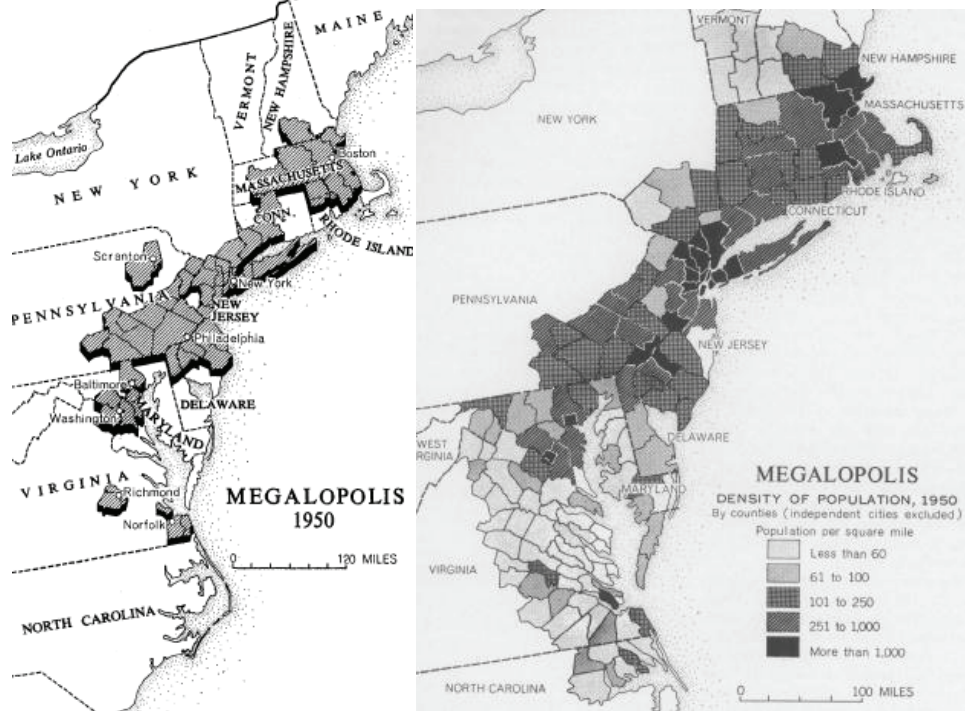 MAINE
NEW HAMPSHIRE
VERMONT
Lake Ontario
NEW YORK
Boston
MASSACHUSETTS
CONN.
RHODE ISLAND
Scranton
New York
PENNSYLVANIA
NEW
JERSEY
Philadelphia
Baltimore
DELAWARE
Washington
MARYLAND
VIRGINIA
Richmond
Norfolk
MEGALOPOLIS
1950
0 120 MILES
NORTH CAROLINA
VERMONT
NEW HAMPSHIRE
MASSACHUSETTS
NEW YORK
RHODE ISLAND
CONNECTICUT
PENNSYLVANIA
NEW JERSEY
DELAWARE
WEST
VIRGINIA
MARYLAND
VIRGINIA
NORTH CAROLINA
MEGALOPOLIS
DENSITY OF POPULATION, 1950
By counties (independent cities excluded)
Population per square mile
Less than 60
61 to 100
101 to 250
251 to 1,000
More than 1,000
0 100 MILES